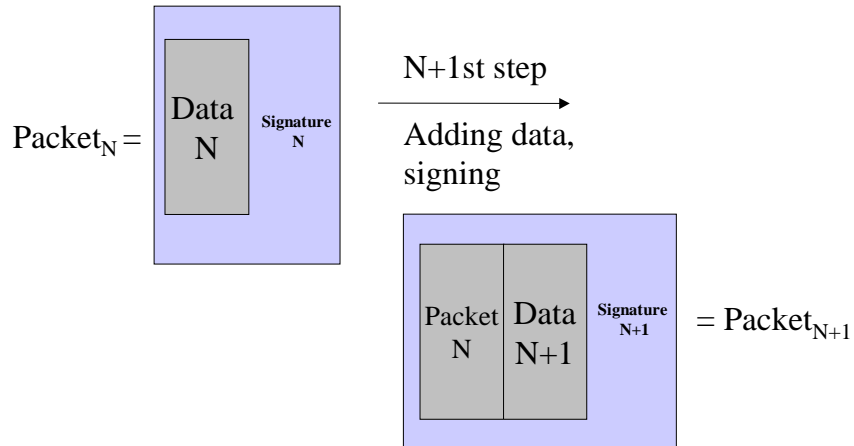 Packet_N =
Data
N
Signature
N
N+1st step
Adding data,
signing
Packet
N
Data
N+1
Signature
N+1
= Packet_N+1